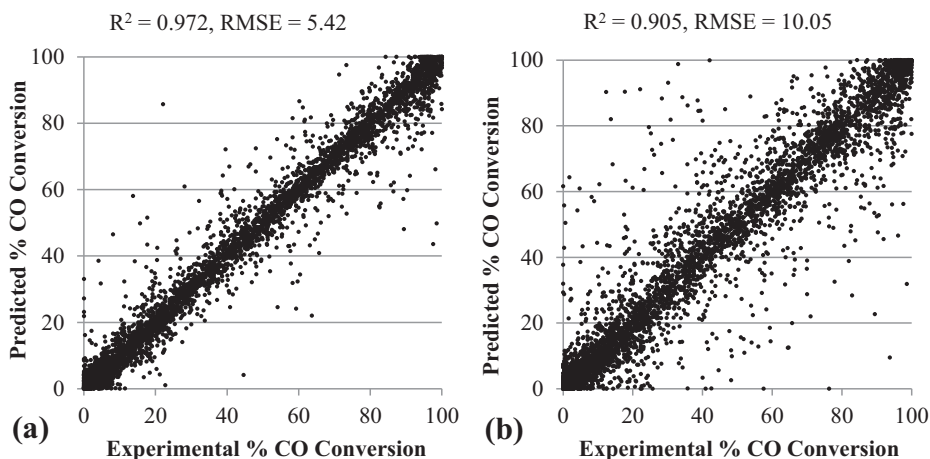 R² = 0.972, RMSE = 5.42
100
80
60
40
20
0
Predicted % CO Conversion
0 20 40 60 80 100
(a)
Experimental % CO Conversion
R² = 0.905, RMSE = 10.05
100
80
60
40
20
0
Predicted % CO Conversion
0 20 40 60 80 100
(b)
Experimental % CO Conversion